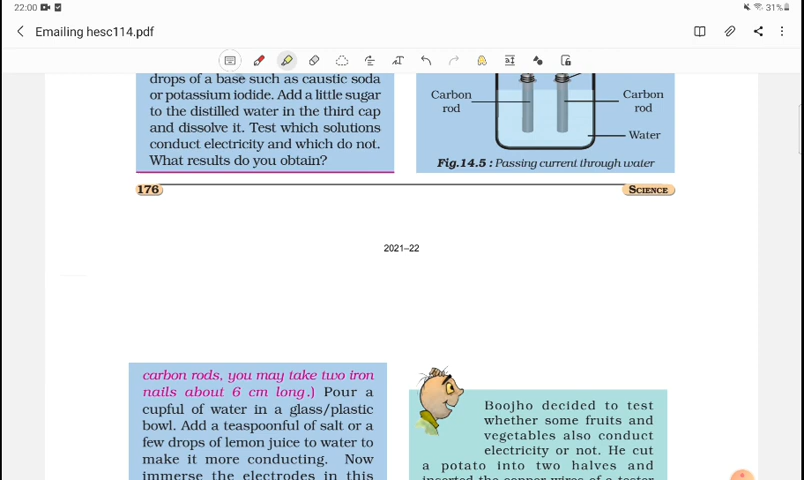 22:00
31%
Emailing hesc114.pdf
drops of a base such as caustic soda
or potassium iodide. Add a little sugar
to the distilled water in the third cap
and dissolve it. Test which solutions
conduct electricity and which do not.
What results do you obtain?
Carbon
rod
Carbon
rod
Water
Fig.14.5 : Passing current through water
176
SCIENCE
2021–22
carbon rods, you may take two iron
nails about 6 cm long.) Pour a
cupful of water in a glass/plastic
bowl. Add a teaspoonful of salt or a
few drops of lemon juice to water to
make it more conducting. Now
immerse the electrodes in this
Boojho decided to test
whether some fruits and
vegetables also conduct
electricity or not. He cut
a potato into two halves and
inserted the copper wires of a tester